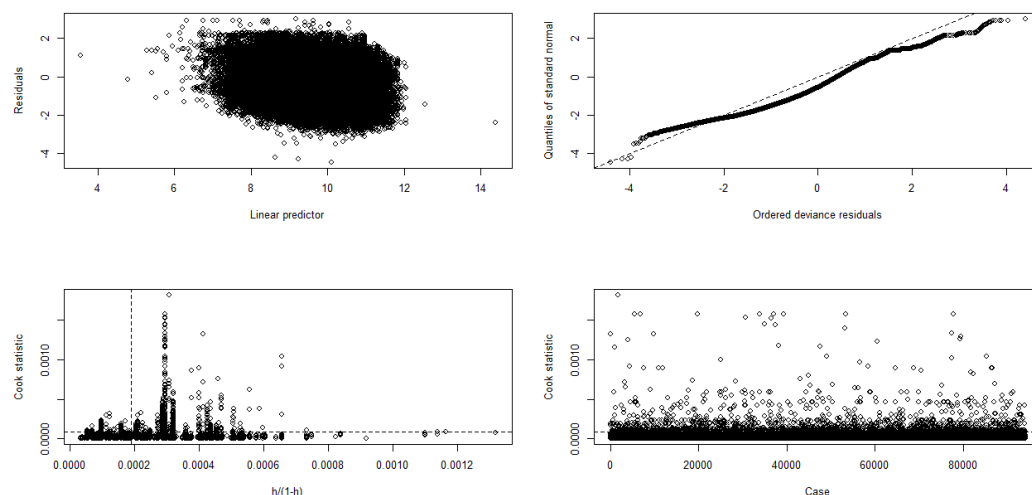 Residuals
2
0
-2
-4
4 6 8 10 12 14
Linear predictor
Quantiles of standard normal
2
0
-2
-4
-4 -2 0 2 4
Ordered deviance residuals
Cook statistic
0.0010
0.0000
0.0000 0.0002 0.0004 0.0006 0.0008 0.0010 0.0012
h/(1-h)
Cook statistic
0.0010
0.0000
0 20000 40000 60000 80000
Case